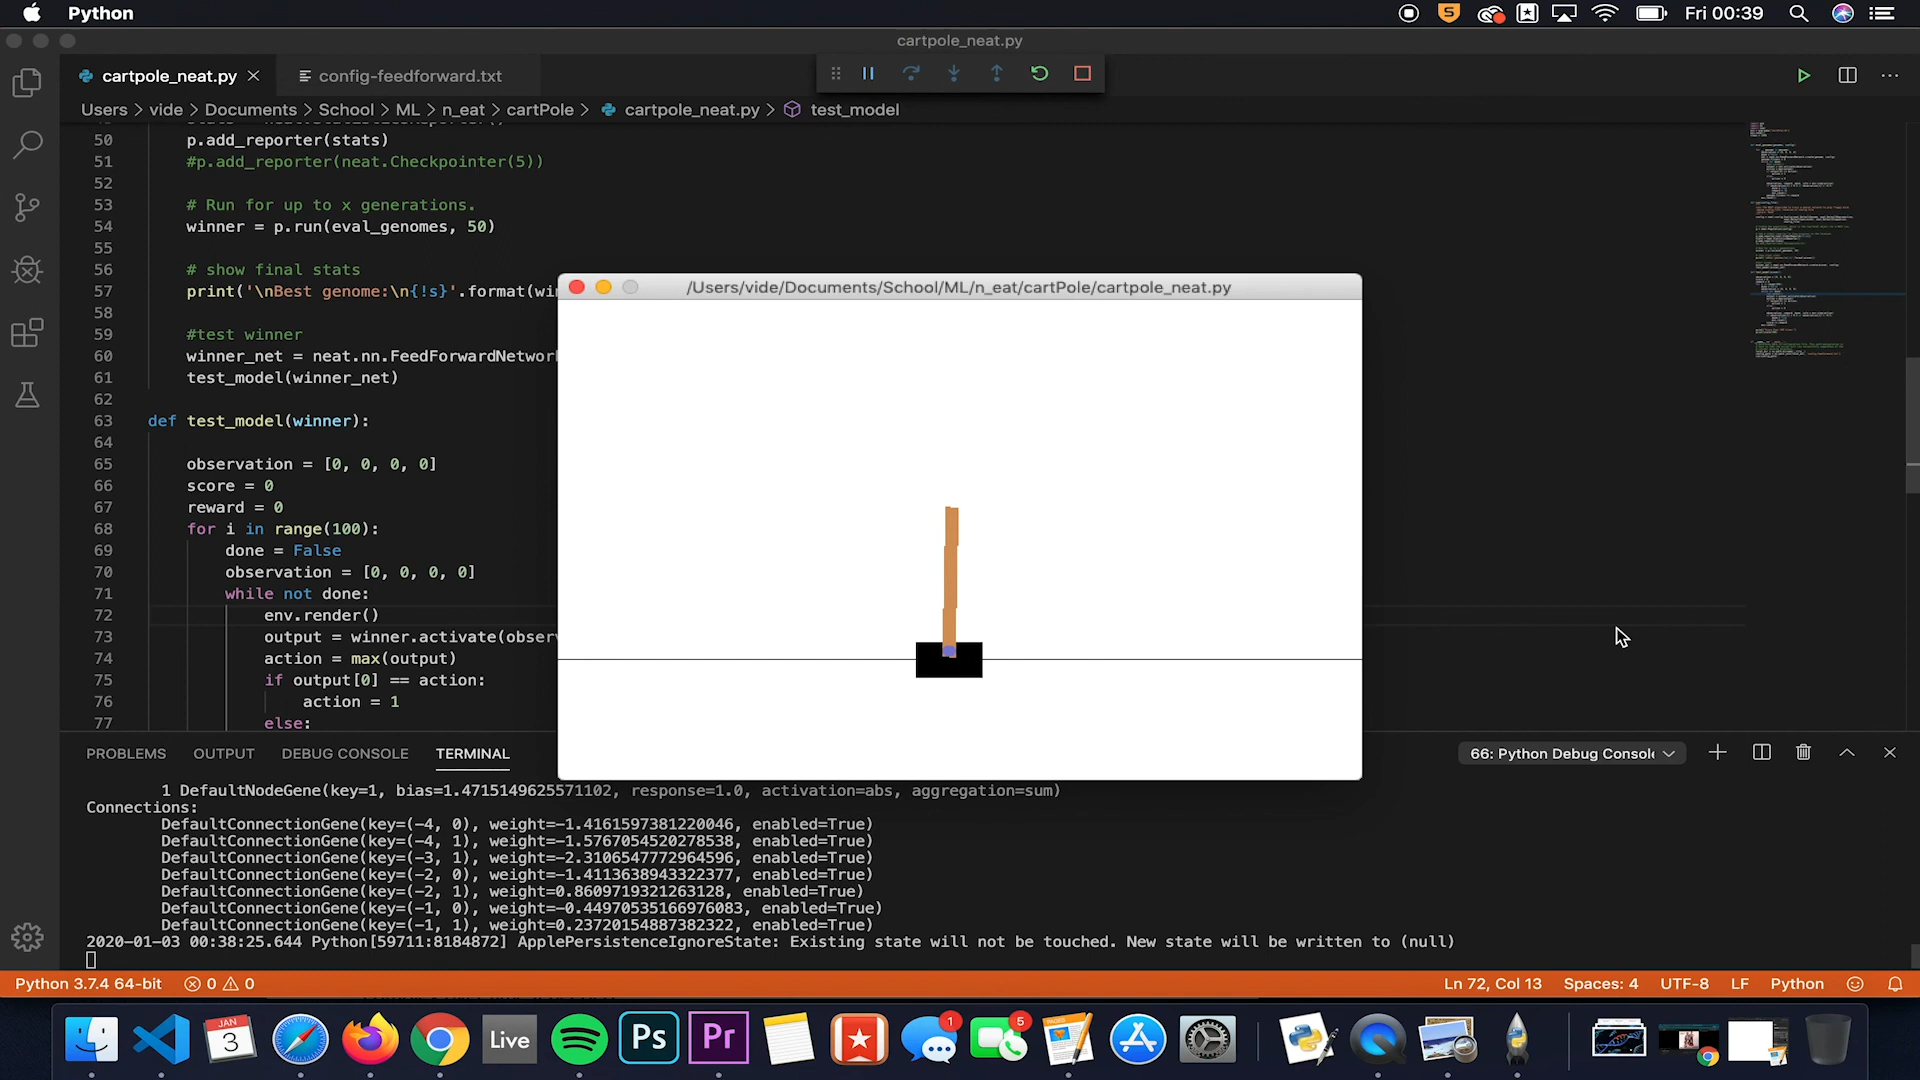 Python
Fri 00:39
cartpole_neat.py
cartpole_neat.py
config-feedforward.txt
Users > vide > Documents > School > ML > n_eat > cartPole > cartpole_neat.py > test_model
50 p.add_reporter(stats)
51 #p.add_reporter(neat.Checkpointer(5))
52
53 # Run for up to x generations.
54 winner = p.run(eval_genomes, 50)
55
56 # show final stats
57 print('\nBest genome:\n{!s}'.format(wi
58
59 #test winner
60 winner_net = neat.nn.FeedForwardNetwor
61 test_model(winner_net)
62
63 def test_model(winner):
64
65 observation = [0, 0, 0, 0]
66 score = 0
67 reward = 0
68 for i in range(100):
69 done = False
70 observation = [0, 0, 0, 0]
71 while not done:
72 env.render()
73 output = winner.activate(obser
74 action = max(output)
75 if output[0] == action:
76 action = 1
77 else:
/Users/vide/Documents/School/ML/n_eat/cartPole/cartpole_neat.py
PROBLEMS OUTPUT DEBUG CONSOLE TERMINAL
66: Python Debug Consol
1 DefaultNodeGene(key=1, bias=1.4715149625571102, response=1.0, activation=abs, aggregation=sum)
Connections:
DefaultConnectionGene(key=(-4, 0), weight=-1.4161597381220046, enabled=True)
DefaultConnectionGene(key=(-4, 1), weight=-1.5767054520278538, enabled=True)
DefaultConnectionGene(key=(-3, 1), weight=-2.3106547772964596, enabled=True)
DefaultConnectionGene(key=(-2, 0), weight=-1.4113638943322377, enabled=True)
DefaultConnectionGene(key=(-2, 1), weight=0.8609719321263128, enabled=True)
DefaultConnectionGene(key=(-1, 0), weight=-0.44970535166976083, enabled=True)
DefaultConnectionGene(key=(-1, 1), weight=0.23720154887382322, enabled=True)
2020-01-03 00:38:25.644 Python[59711:8184872] ApplePersistenceIgnoreState: Existing state will not be touched. New state will be written to (null)
Python 3.7.4 64-bit 0 0
Ln 72, Col 13 Spaces: 4 UTF-8 LF Python
JAN
3
Live
Ps
Pr
1
5